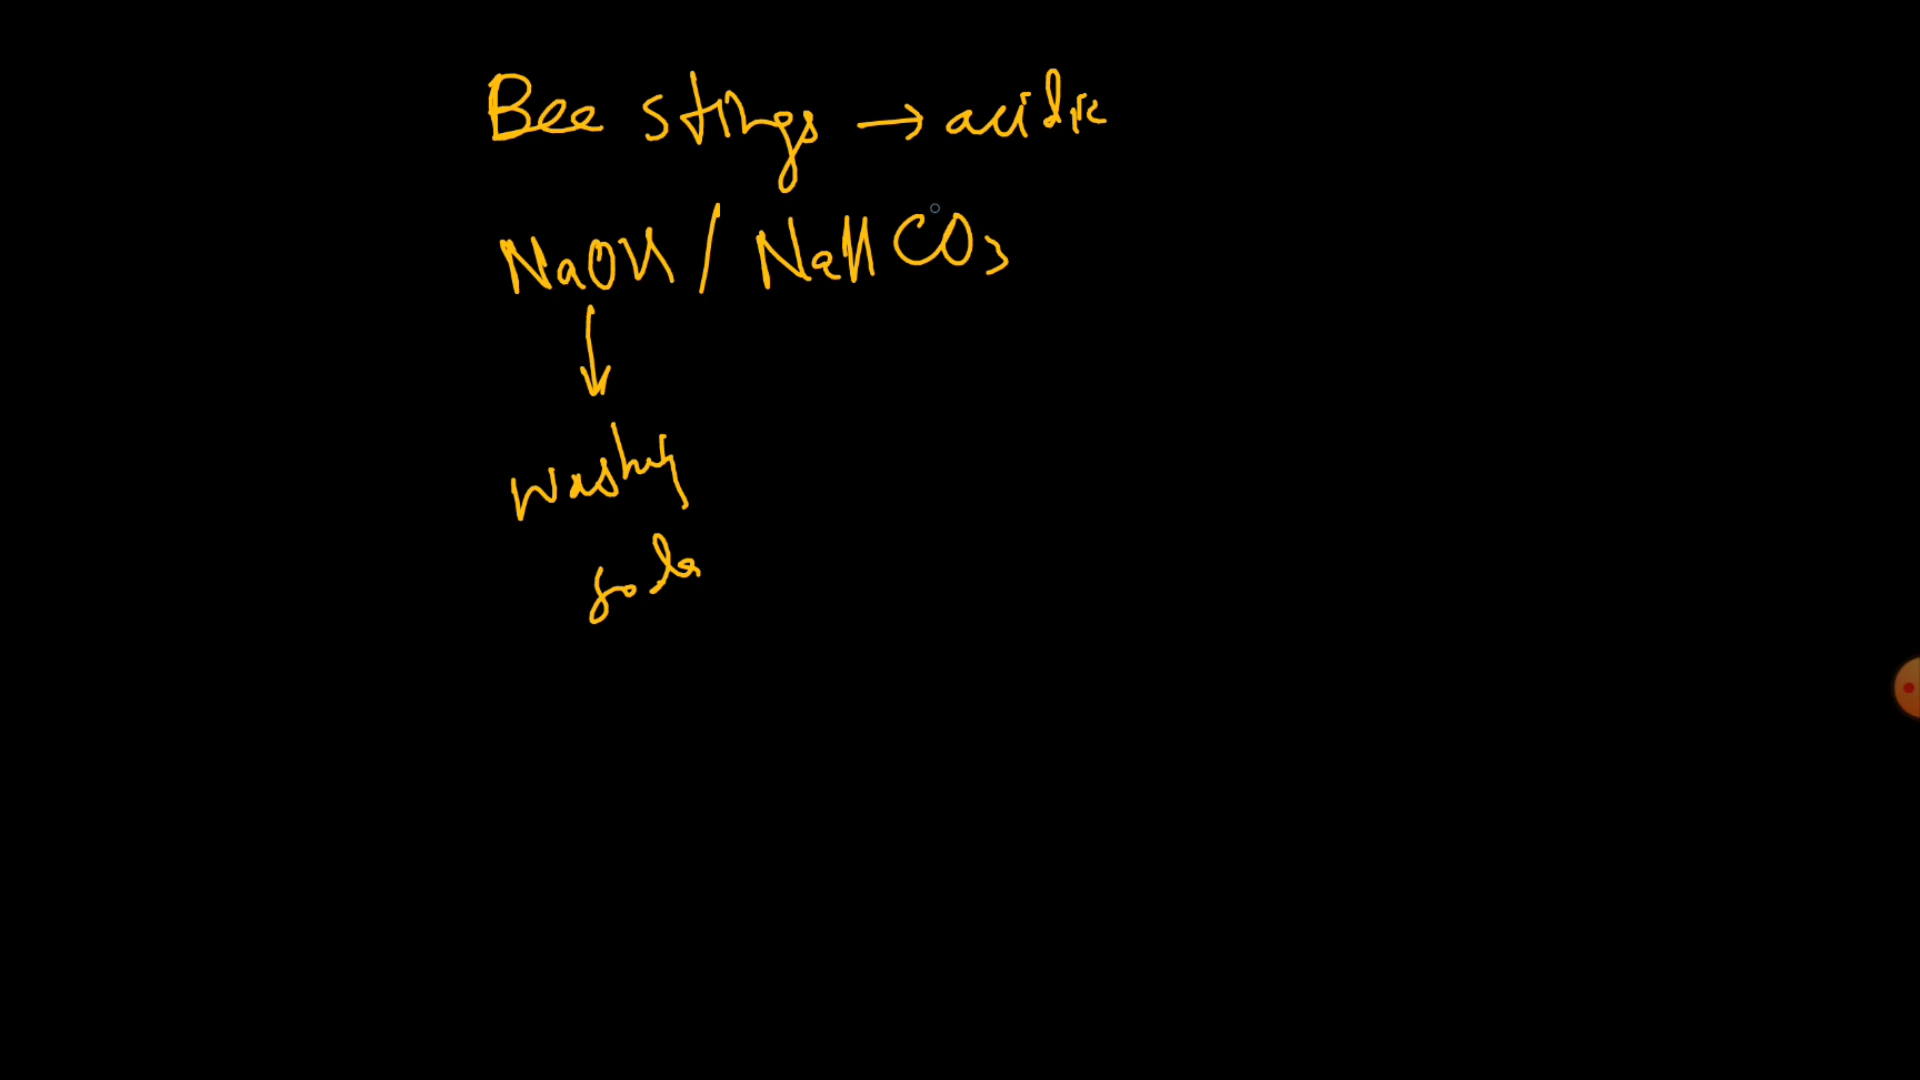 Bee stings → acidic
NaOH / NaHCO3
↓
Washing
soda